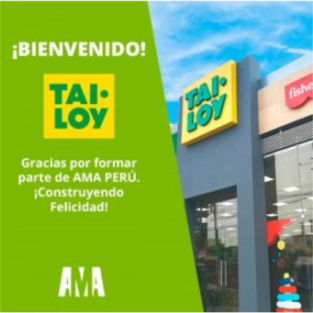 ¡BIENVENIDO!
TAI·
LOY
Gracias por formar
parte de AMA PERÚ.
¡Construyendo
Felicidad!
AMA
TAI·
LOY
fishe